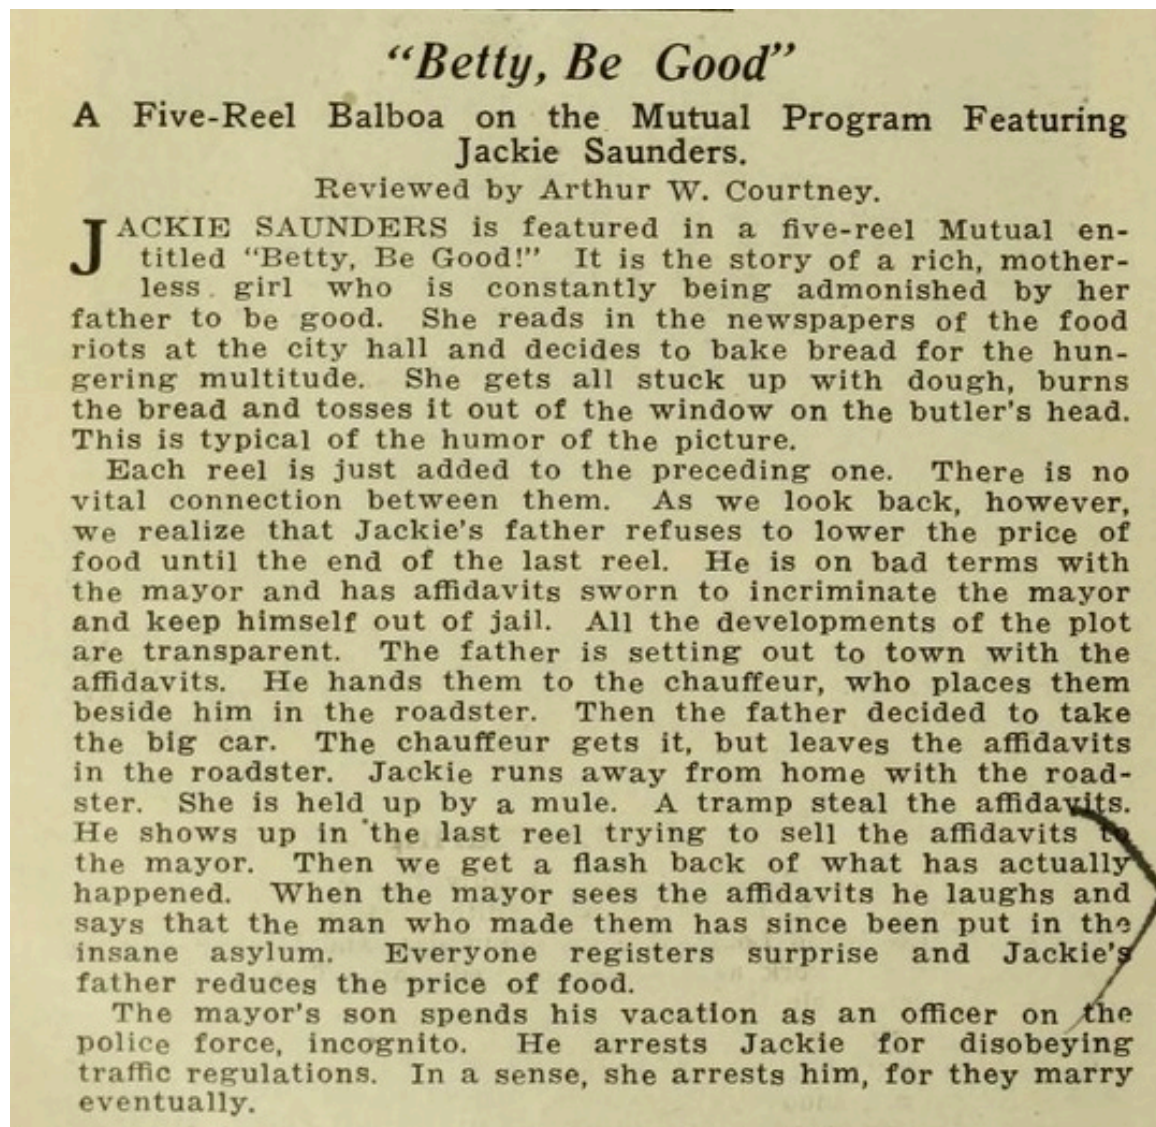 “Betty, Be Good”
A Five-Reel Balboa on the Mutual Program Featuring
Jackie Saunders.
Reviewed by Arthur W. Courtney.
JACKIE SAUNDERS is featured in a five-reel Mutual en-
titled “Betty, Be Good!” It is the story of a rich, mother-
less girl who is constantly being admonished by her
father to be good. She reads in the newspapers of the food
riots at the city hall and decides to bake bread for the hun-
gering multitude. She gets all stuck up with dough, burns
the bread and tosses it out of the window on the butler’s head.
This is typical of the humor of the picture.
Each reel is just added to the preceding one. There is no
vital connection between them. As we look back, however,
we realize that Jackie’s father refuses to lower the price of
food until the end of the last reel. He is on bad terms with
the mayor and has affidavits sworn to incriminate the mayor
and keep himself out of jail. All the developments of the plot
are transparent. The father is setting out to town with the
affidavits. He hands them to the chauffeur, who places them
beside him in the roadster. Then the father decided to take
the big car. The chauffeur gets it, but leaves the affidavits
in the roadster. Jackie runs away from home with the road-
ster. She is held up by a mule. A tramp steal the affidavits.
He shows up in the last reel trying to sell the affidavits to
the mayor. Then we get a flash back of what has actually
happened. When the mayor sees the affidavits he laughs and
says that the man who made them has since been put in the
insane asylum. Everyone registers surprise and Jackie’s
father reduces the price of food.
The mayor’s son spends his vacation as an officer on the
police force, incognito. He arrests Jackie for disobeying
traffic regulations. In a sense, she arrests him, for they marry
eventually.